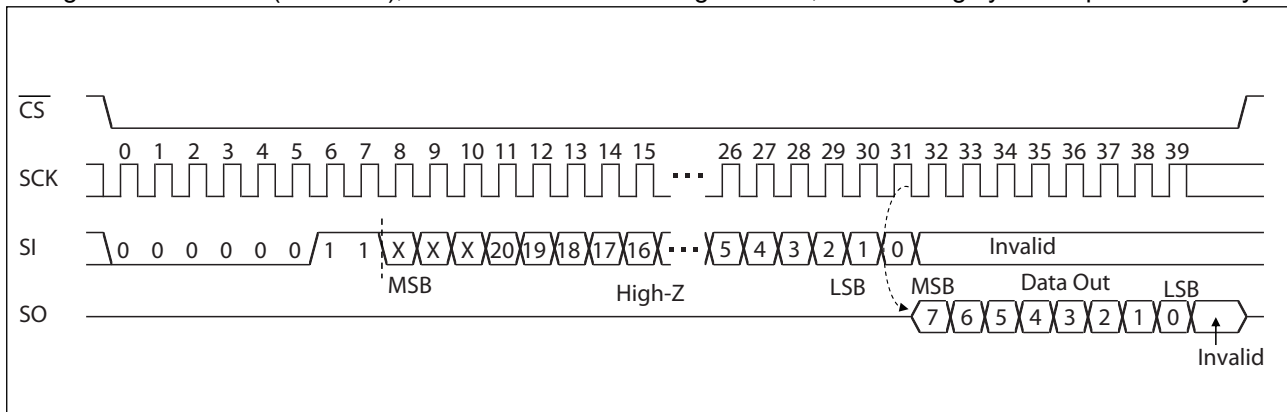 CS
0 1 2 3 4 5 6 7 8 9 10 11 12 13 14 15 26 27 28 29 30 31 32 33 34 35 36 37 38 39
SCK
SI 0 0 0 0 0 0 1 1 X X X 20 19 18 17 16 5 4 3 2 1 0 Invalid
MSB High-Z LSB MSB Data Out LSB
SO 7 6 5 4 3 2 1 0
Invalid